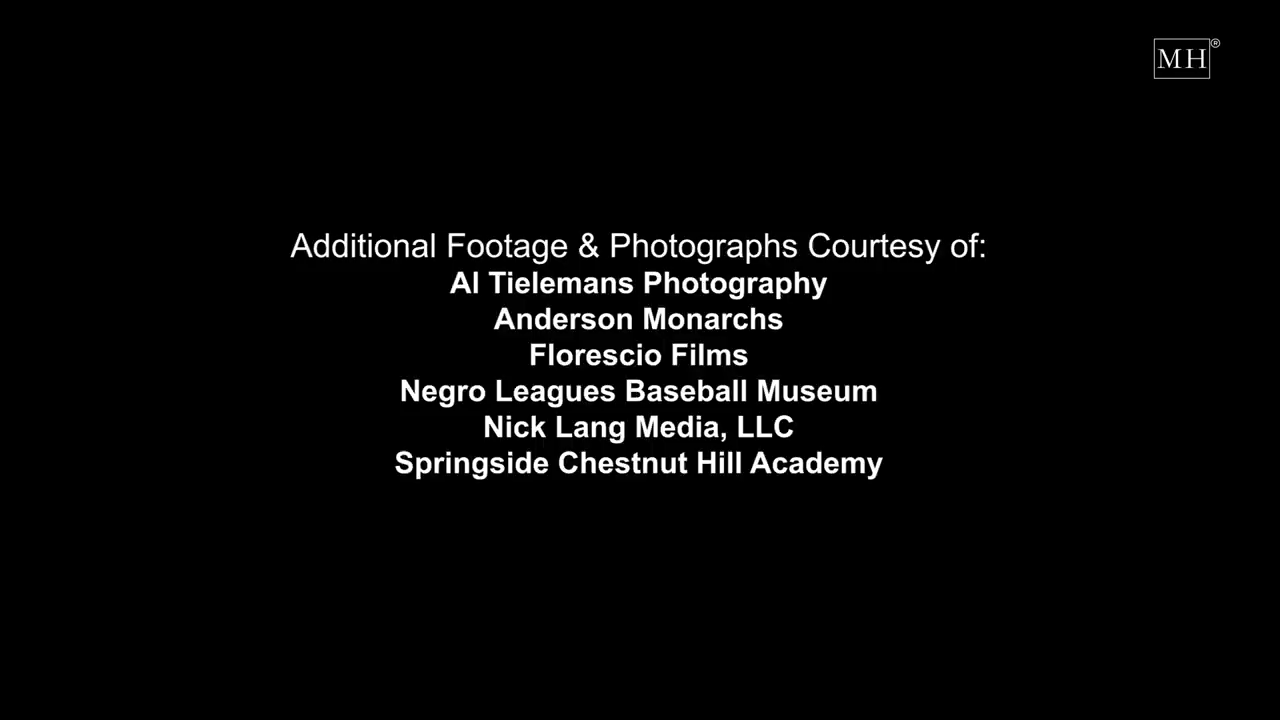 MH®
Additional Footage & Photographs Courtesy of:
Al Tielemans Photography
Anderson Monarchs
Florescio Films
Negro Leagues Baseball Museum
Nick Lang Media, LLC
Springside Chestnut Hill Academy